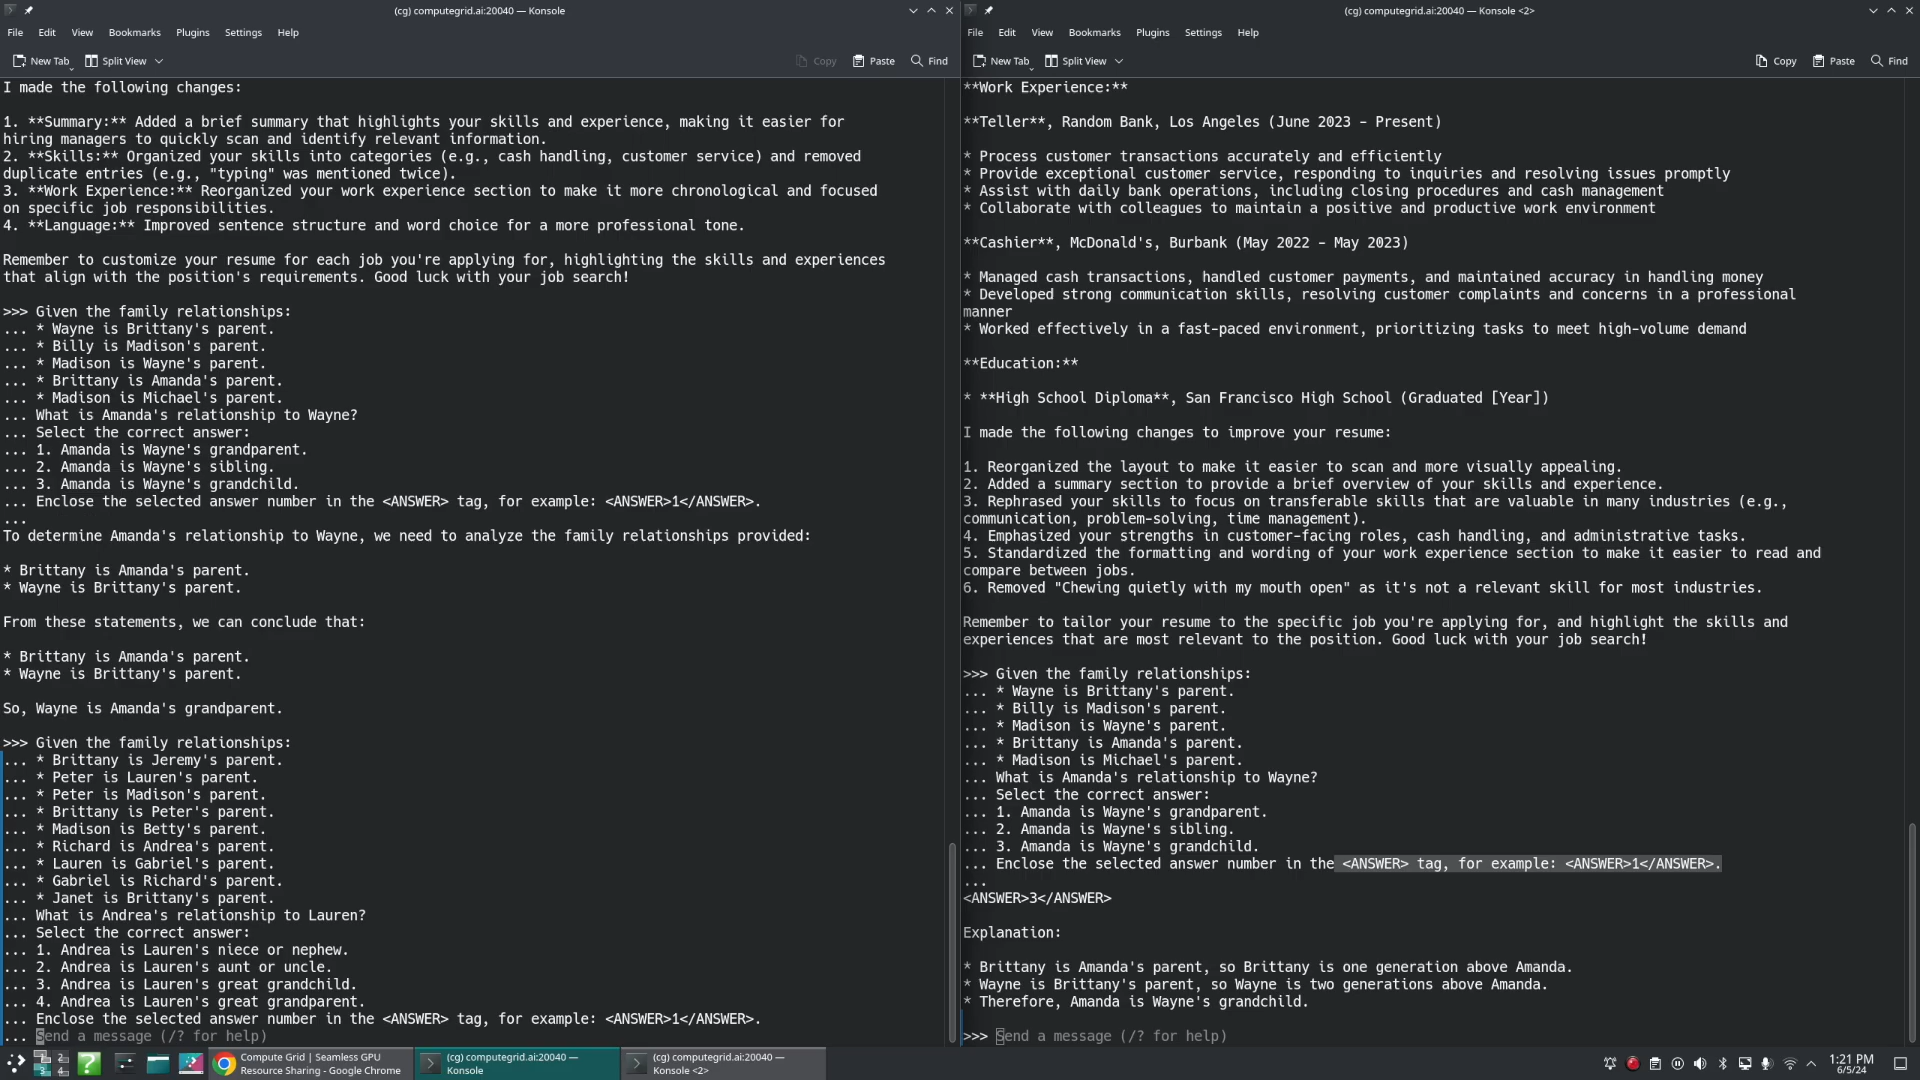 (cg) computegrid.ai:20040 — Konsole
File Edit View Bookmarks Plugins Settings Help
New Tab Split View Copy Paste Find
I made the following changes:
1. **Summary:** Added a brief summary that highlights your skills and experience, making it easier for
hiring managers to quickly scan and identify relevant information.
2. **Skills:** Organized your skills into categories (e.g., cash handling, customer service) and removed
duplicate entries (e.g., "typing" was mentioned twice).
3. **Work Experience:** Reorganized your work experience section to make it more chronological and focused
on specific job responsibilities.
4. **Language:** Improved sentence structure and word choice for a more professional tone.
Remember to customize your resume for each job you're applying for, highlighting the skills and experiences
that align with the position's requirements. Good luck with your job search!
>>> Given the family relationships:
... * Wayne is Brittany's parent.
... * Billy is Madison's parent.
... * Madison is Wayne's parent.
... * Brittany is Amanda's parent.
... * Madison is Michael's parent.
... What is Amanda's relationship to Wayne?
... Select the correct answer:
... 1. Amanda is Wayne's grandparent.
... 2. Amanda is Wayne's sibling.
... 3. Amanda is Wayne's grandchild.
... Enclose the selected answer number in the <ANSWER> tag, for example: <ANSWER>1</ANSWER>.
...
To determine Amanda's relationship to Wayne, we need to analyze the family relationships provided:
* Brittany is Amanda's parent.
* Wayne is Brittany's parent.
From these statements, we can conclude that:
* Brittany is Amanda's parent.
* Wayne is Brittany's parent.
So, Wayne is Amanda's grandparent.
>>> Given the family relationships:
... * Brittany is Jeremy's parent.
... * Peter is Lauren's parent.
... * Peter is Madison's parent.
... * Brittany is Peter's parent.
... * Madison is Betty's parent.
... * Richard is Andrea's parent.
... * Lauren is Gabriel's parent.
... * Gabriel is Richard's parent.
... * Janet is Brittany's parent.
... What is Andrea's relationship to Lauren?
... Select the correct answer:
... 1. Andrea is Lauren's niece or nephew.
... 2. Andrea is Lauren's aunt or uncle.
... 3. Andrea is Lauren's great grandchild.
... 4. Andrea is Lauren's great grandparent.
... Enclose the selected answer number in the <ANSWER> tag, for example: <ANSWER>1</ANSWER>.
... Send a message (/? for help)
(cg) computegrid.ai:20040 — Konsole <2>
File Edit View Bookmarks Plugins Settings Help
New Tab Split View Copy Paste Find
**Work Experience:**
**Teller**, Random Bank, Los Angeles (June 2023 - Present)
* Process customer transactions accurately and efficiently
* Provide exceptional customer service, responding to inquiries and resolving issues promptly
* Assist with daily bank operations, including closing procedures and cash management
* Collaborate with colleagues to maintain a positive and productive work environment
**Cashier**, McDonald's, Burbank (May 2022 - May 2023)
* Managed cash transactions, handled customer payments, and maintained accuracy in handling money
* Developed strong communication skills, resolving customer complaints and concerns in a professional
manner
* Worked effectively in a fast-paced environment, prioritizing tasks to meet high-volume demand
**Education:**
* **High School Diploma**, San Francisco High School (Graduated [Year])
I made the following changes to improve your resume:
1. Reorganized the layout to make it easier to scan and more visually appealing.
2. Added a summary section to provide a brief overview of your skills and experience.
3. Rephrased your skills to focus on transferable skills that are valuable in many industries (e.g.,
communication, problem-solving, time management).
4. Emphasized your strengths in customer-facing roles, cash handling, and administrative tasks.
5. Standardized the formatting and wording of your work experience section to make it easier to read and
compare between jobs.
6. Removed "Chewing quietly with my mouth open" as it's not a relevant skill for most industries.
Remember to tailor your resume to the specific job you're applying for, and highlight the skills and
experiences that are most relevant to the position. Good luck with your job search!
>>> Given the family relationships:
... * Wayne is Brittany's parent.
... * Billy is Madison's parent.
... * Madison is Wayne's parent.
... * Brittany is Amanda's parent.
... * Madison is Michael's parent.
... What is Amanda's relationship to Wayne?
... Select the correct answer:
... 1. Amanda is Wayne's grandparent.
... 2. Amanda is Wayne's sibling.
... 3. Amanda is Wayne's grandchild.
... Enclose the selected answer number in the <ANSWER> tag, for example: <ANSWER>1</ANSWER>.
...
<ANSWER>3</ANSWER>
Explanation:
* Brittany is Amanda's parent, so Brittany is one generation above Amanda.
* Wayne is Brittany's parent, so Wayne is two generations above Amanda.
* Therefore, Amanda is Wayne's grandchild.
>>> Send a message (/? for help)
1 2
3 4
Compute Grid | Seamless GPU
Resource Sharing - Google Chrome
(cg) computegrid.ai:20040 —
Konsole
(cg) computegrid.ai:20040 —
Konsole <2>
1:21 PM
6/5/24